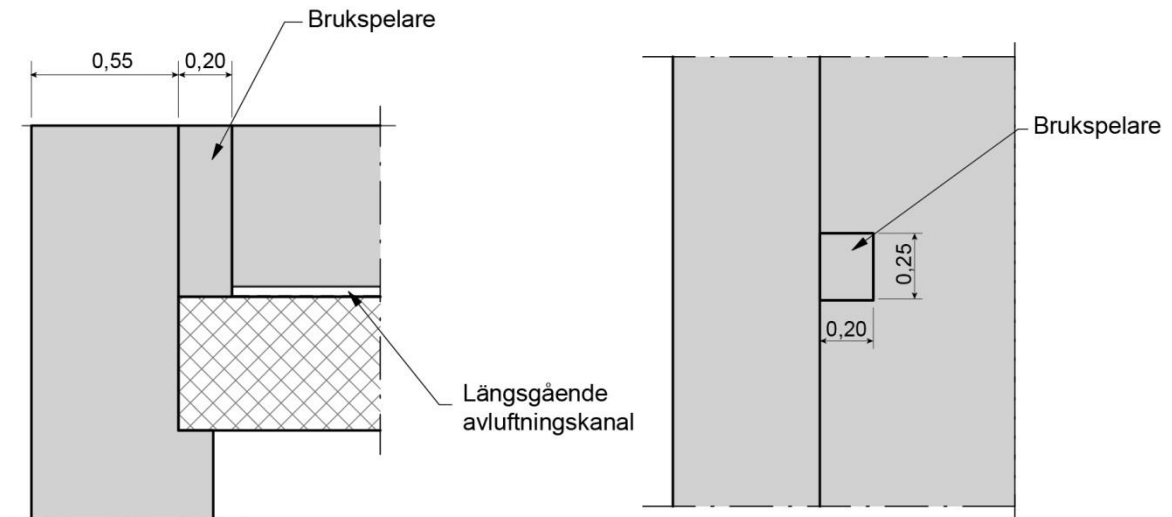 Brukspelare
0,55
0,20
Brukspelare
0,25
0,20
Längsgående
avluftningskanal